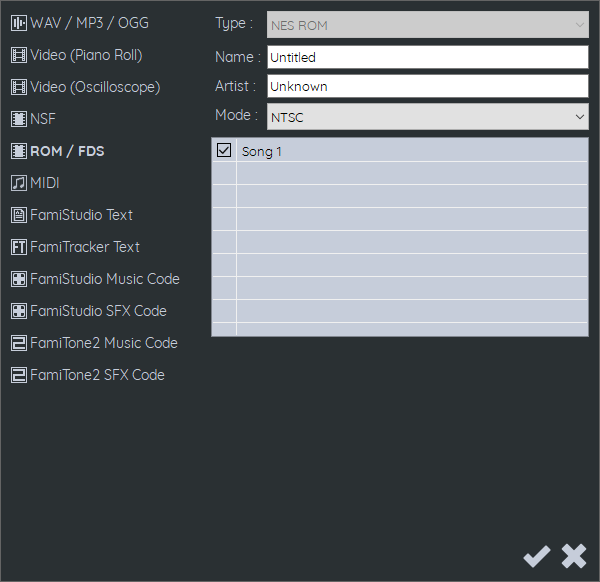 WAV / MP3 / OGG
Video (Piano Roll)
Video (Oscilloscope)
NSF
ROM / FDS
MIDI
FamiStudio Text
FT FamiTracker Text
FamiStudio Music Code
FamiStudio SFX Code
FamiTone2 Music Code
FamiTone2 SFX Code
Type : NES ROM
Name : Untitled
Artist : Unknown
Mode : NTSC
Song 1